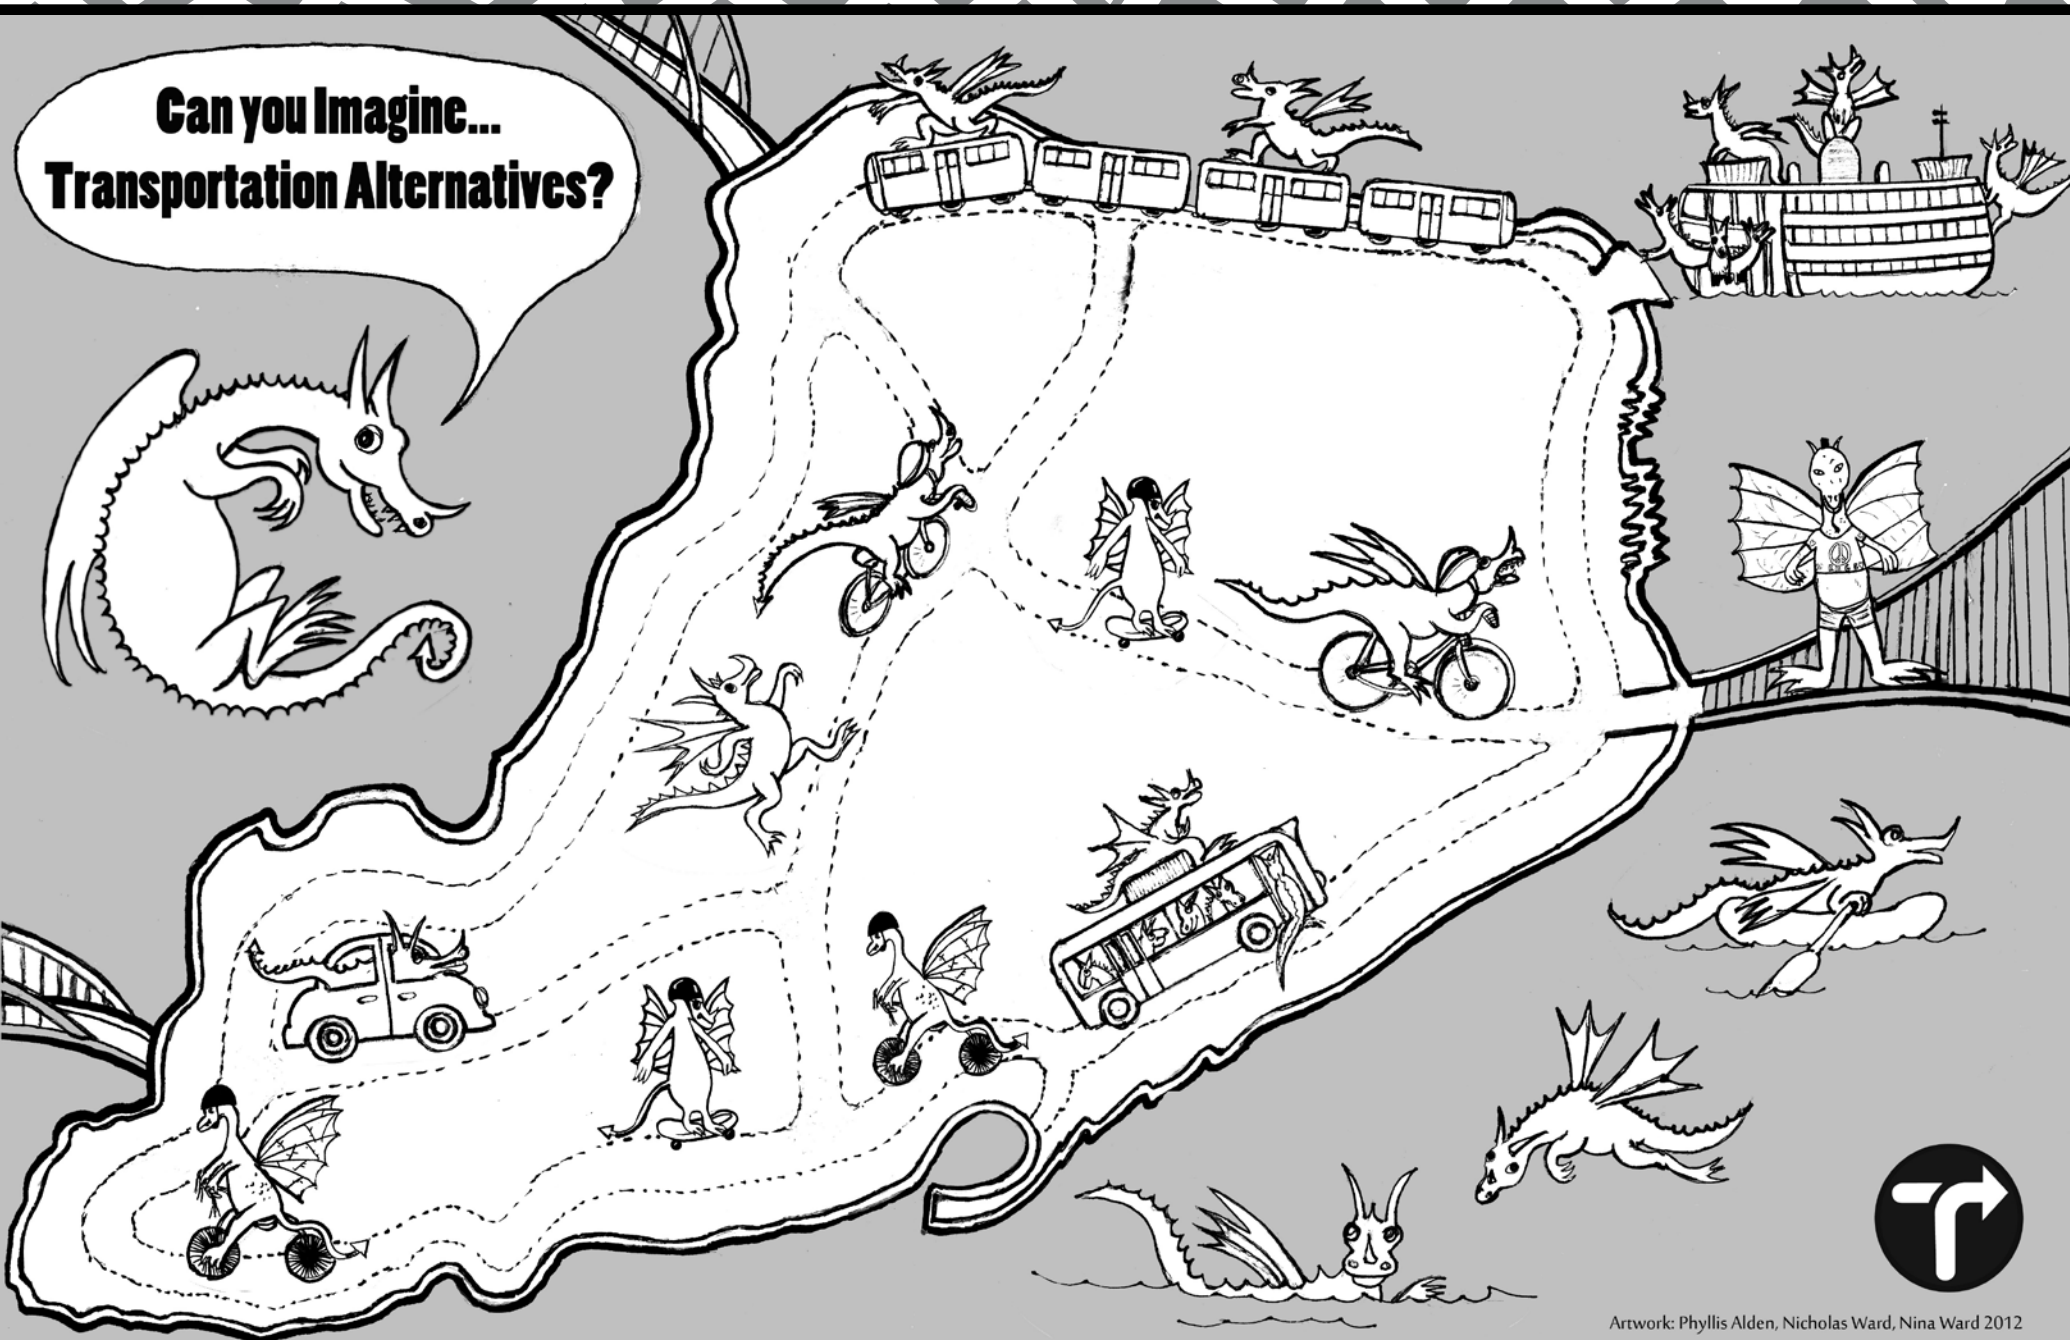 Can you Imagine...
Transportation Alternatives?
Artwork: Phyllis Alden, Nicholas Ward, Nina Ward 2012